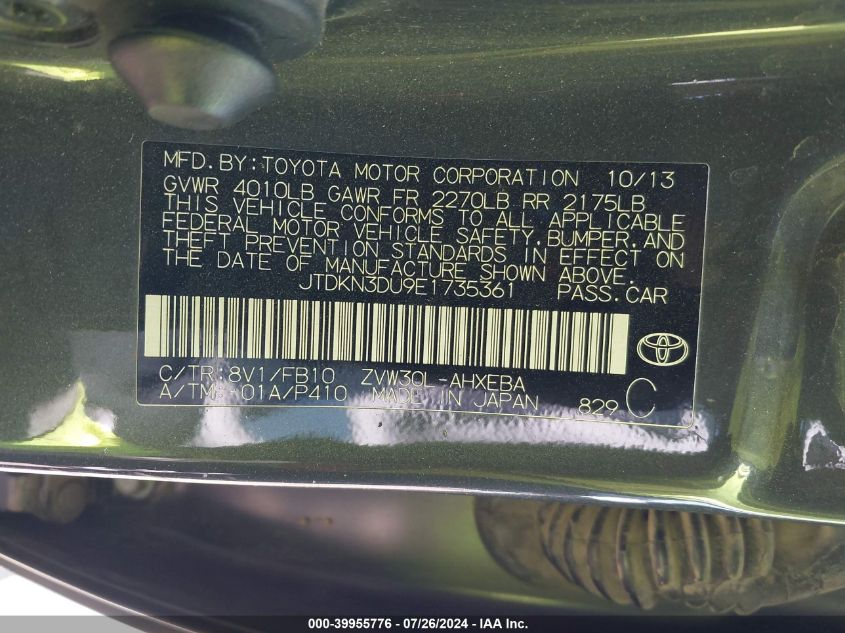 MFD. BY: TOYOTA MOTOR CORPORATION 10/13
GVWR 4010LB GAWR FR 2270LB RR 2175LB
THIS VEHICLE CONFORMS TO ALL APPLICABLE
FEDERAL MOTOR VEHICLE SAFETY, BUMPER, AND
THEFT PREVENTION STANDARDS IN EFFECT ON
THE DATE OF MANUFACTURE SHOWN ABOVE.
JTDKN3DU9E1735361 PASS. CAR
C/TR: 8V1/FB10 ZVW30L-AHXEBA
A/TM: -01A/P410 MADE IN JAPAN 829 C
000-39955776 / 07/26/2024 - IAA Inc.